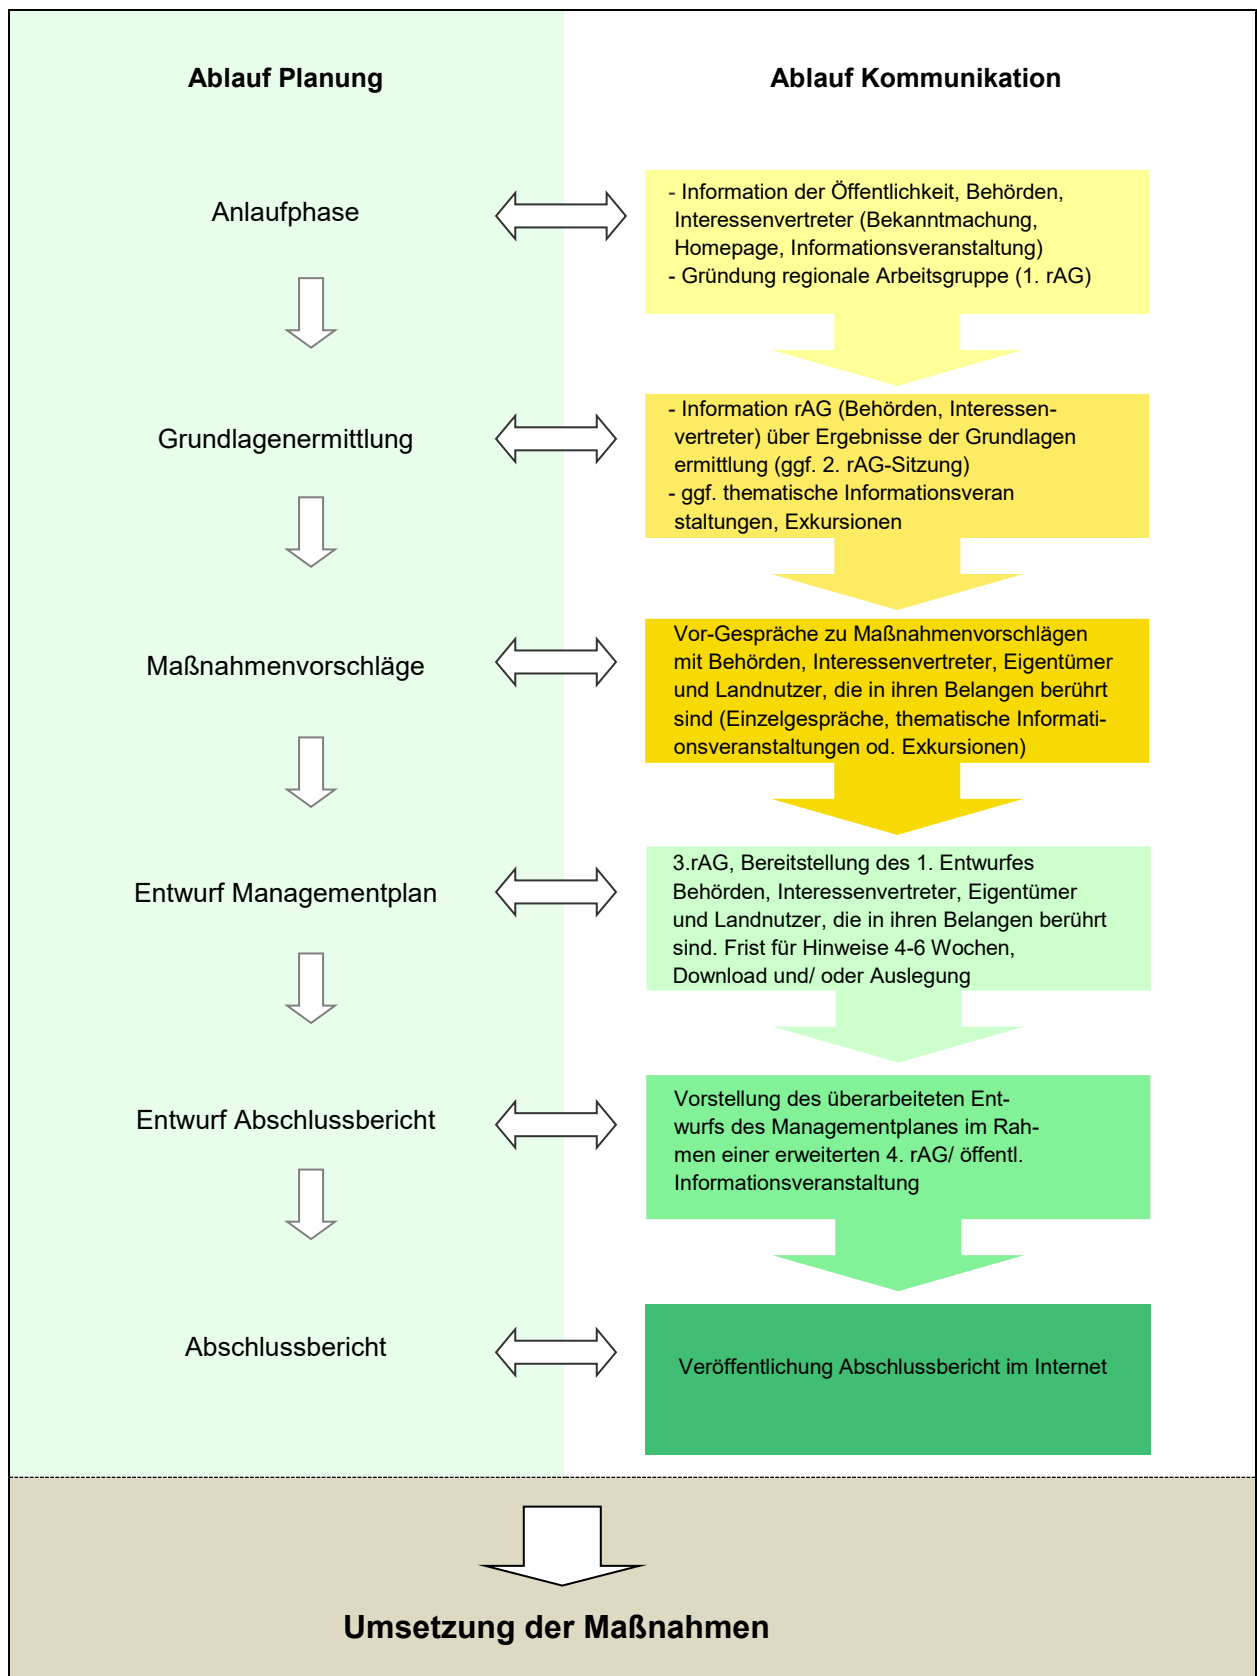 Ablauf Planung
Ablauf Kommunikation
Anlaufphase
- Information der Öffentlichkeit, Behörden,
Interessenvertreter (Bekanntmachung,
Homepage, Informationsveranstaltung)
- Gründung regionale Arbeitsgruppe (1. rAG)
Grundlagenermittlung
- Information rAG (Behörden, Interessen-
vertreter) über Ergebnisse der Grundlagen
ermittlung (ggf. 2. rAG-Sitzung)
- ggf. thematische Informationsveran
staltungen, Exkursionen
Maßnahmenvorschläge
Vor-Gespräche zu Maßnahmenvorschlägen
mit Behörden, Interessenvertreter, Eigentümer
und Landnutzer, die in ihren Belangen berührt
sind (Einzelgespräche, thematische Informati-
onsveranstaltungen od. Exkursionen)
Entwurf Managementplan
3.rAG, Bereitstellung des 1. Entwurfes
Behörden, Interessenvertreter, Eigentümer
und Landnutzer, die in ihren Belangen berührt
sind. Frist für Hinweise 4-6 Wochen,
Download und/ oder Auslegung
Entwurf Abschlussbericht
Vorstellung des überarbeiteten Ent-
wurfs des Managementplanes im Rah-
men einer erweiterten 4. rAG/ öffentl.
Informationsveranstaltung
Abschlussbericht
Veröffentlichung Abschlussbericht im Internet
Umsetzung der Maßnahmen